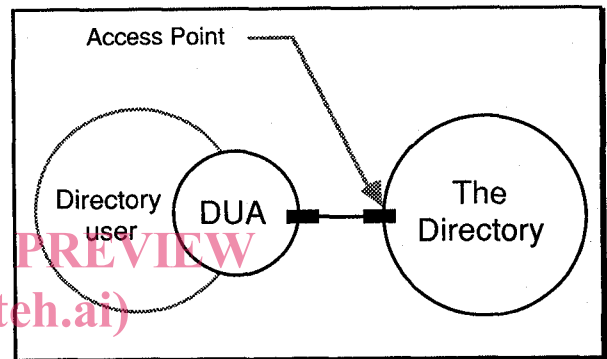 Access Point
Directory
user
DUA
The
Directory
PREVIEW
teh.ai)